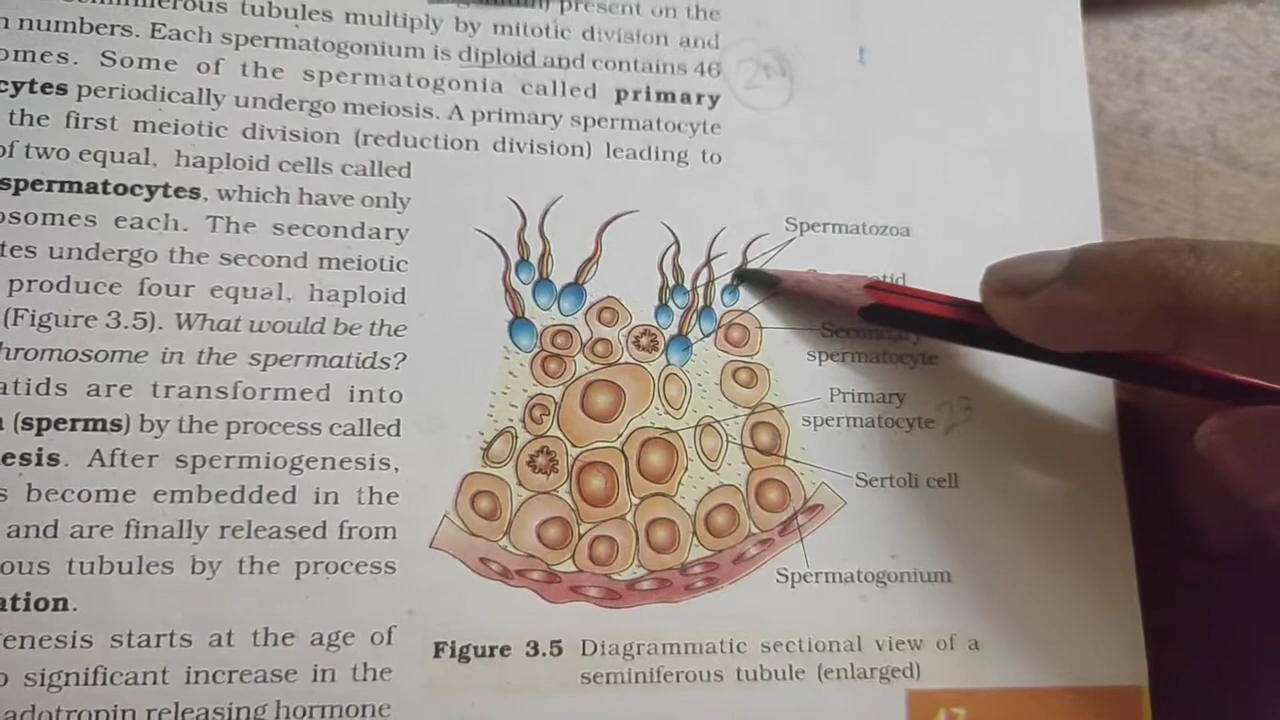 tubules multiply by mitotic division and
present on the
numbers. Each spermatogonium is diploid and contains 46
omes. Some of the spermatogonia called primary
cytes periodically undergo meiosis. A primary spermatocyte
the first meiotic division (reduction division) leading to
of two equal, haploid cells called
spermatocytes, which have only
osomes each. The secondary
tes undergo the second meiotic
produce four equal, haploid
(Figure 3.5). What would be the
hromosome in the spermatids?
atids are transformed into
(sperms) by the process called
esis. After spermiogenesis,
s become embedded in the
and are finally released from
ous tubules by the process
ation.
enesis starts at the age of
significant increase in the
adotropin releasing hormone
2n
Spermatozoa
tid
Secondary
spermatocyte
Primary
spermatocyte
23
Sertoli cell
Spermatogonium
Figure 3.5 Diagrammatic sectional view of a
seminiferous tubule (enlarged)
47